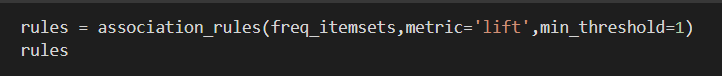 rules = association_rules(freq_itemsets,metric='lift',min_threshold=1)
rules